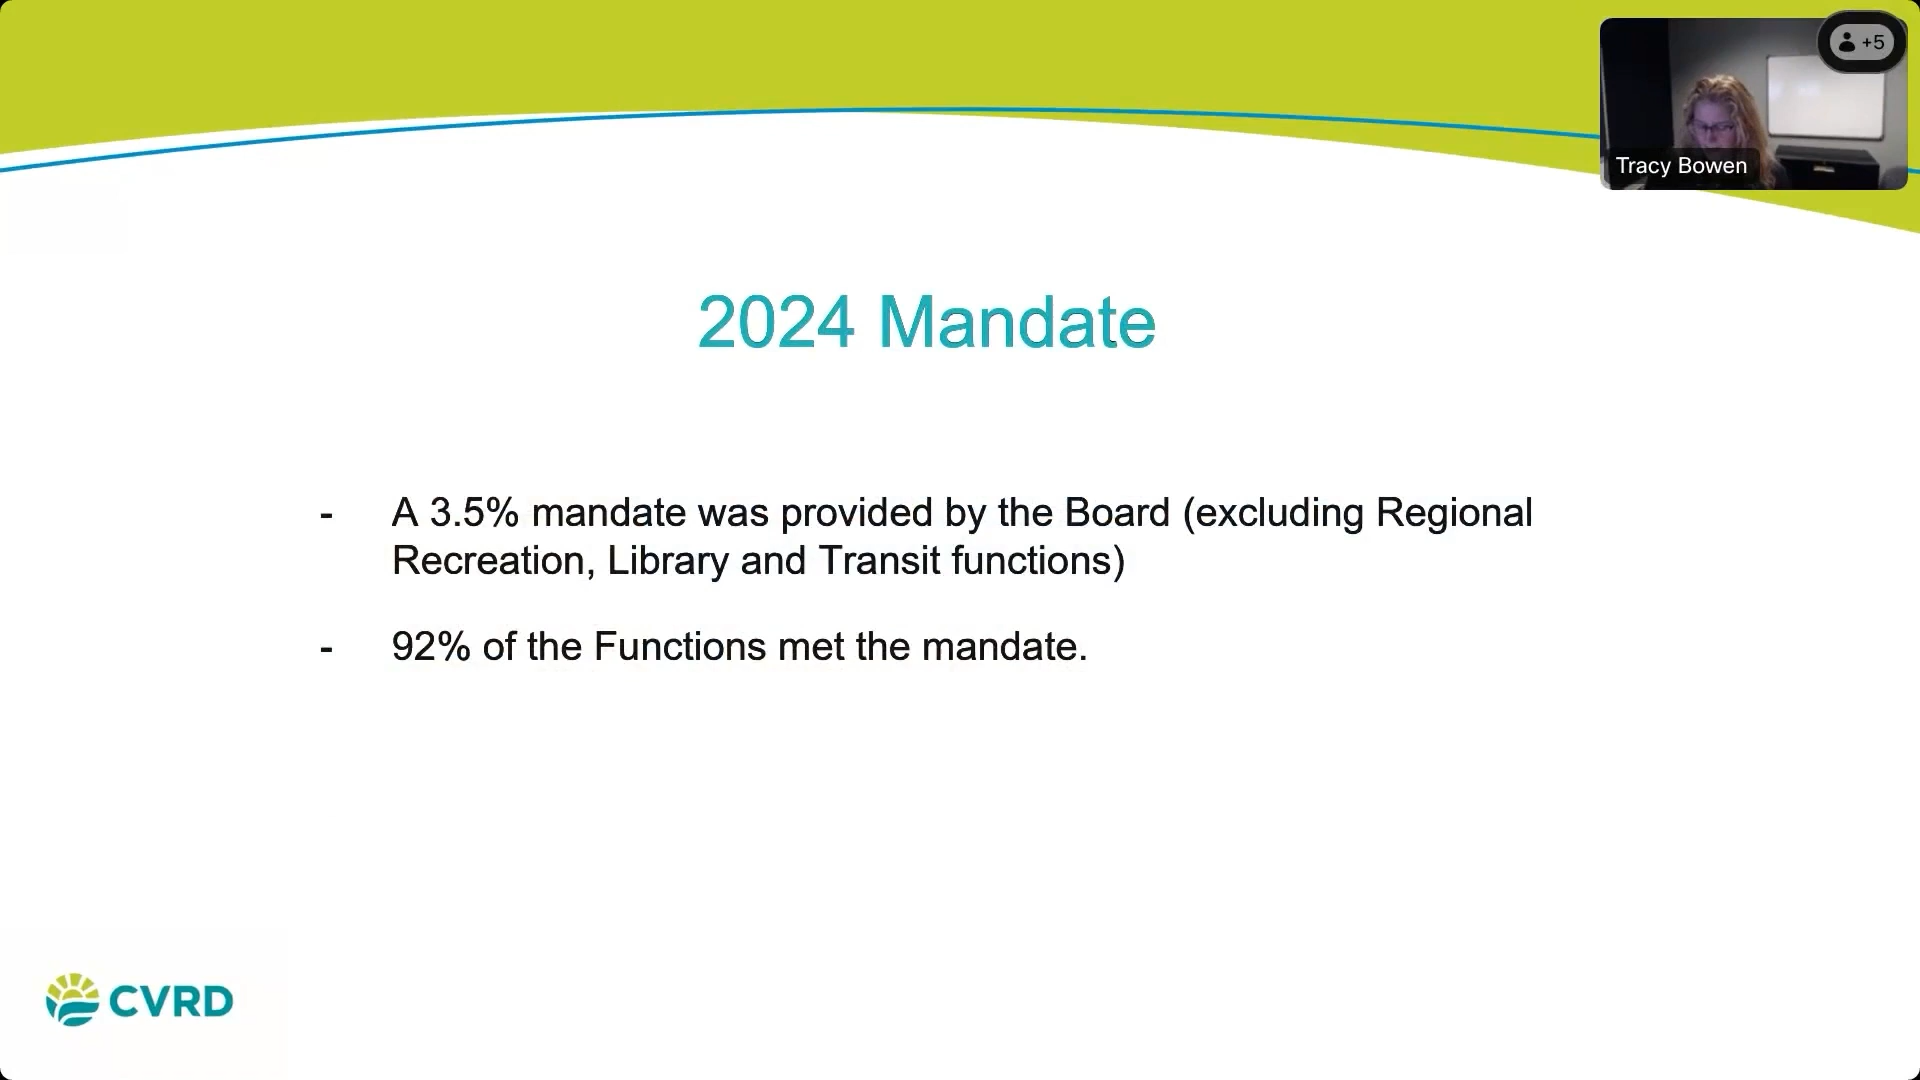 +5
Tracy Bowen
2024 Mandate
- A 3.5% mandate was provided by the Board (excluding Regional
Recreation, Library and Transit functions)
- 92% of the Functions met the mandate.
CVRD